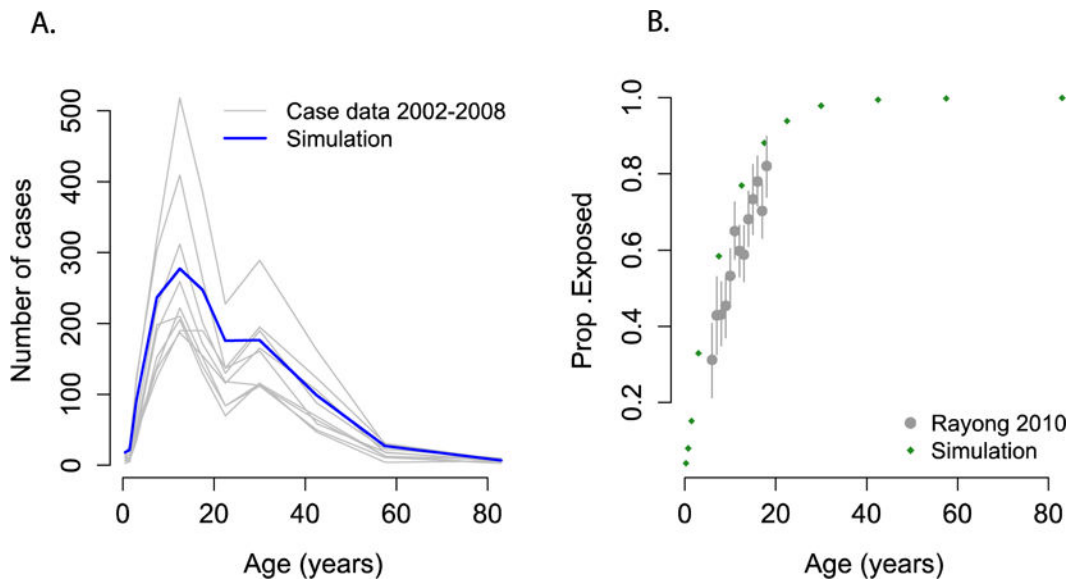 A.
Case data 2002-2008
Simulation
Number of cases
500
400
300
200
100
0
0 20 40 60 80
Age (years)
B.
Prop .Exposed
1.0
0.8
0.6
0.4
0.2
Rayong 2010
Simulation
0 20 40 60 80
Age (years)